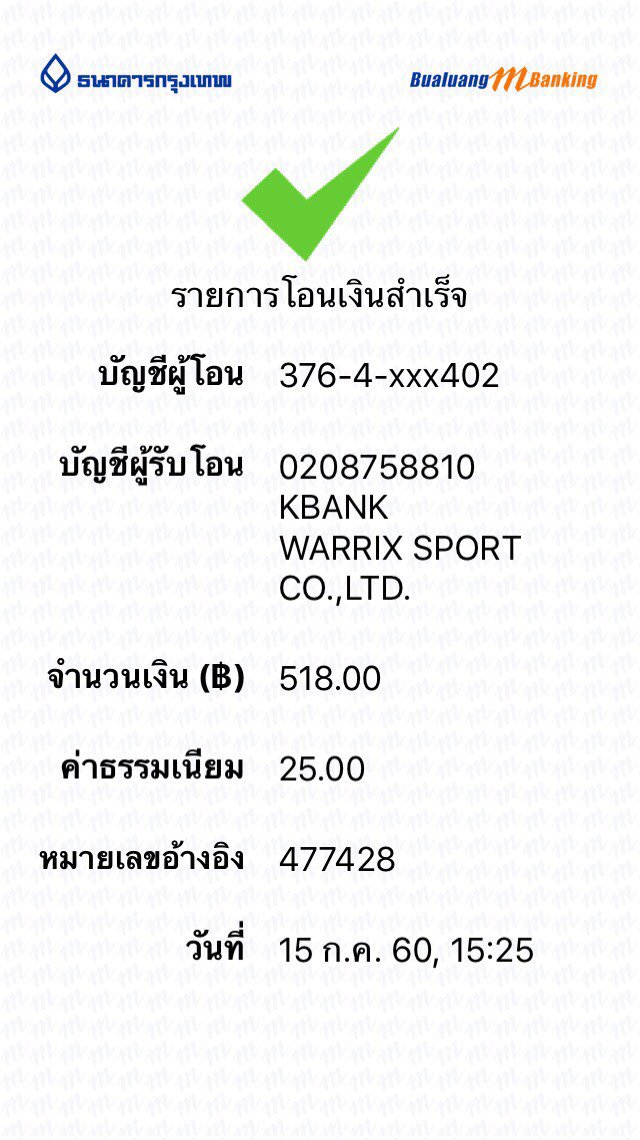 ธนาคารกรุงเทพ Bualuang mBanking
รายการโอนเงินสำเร็จ
บัญชีผู้โอน 376-4-xxx402
บัญชีผู้รับโอน 0208758810
KBANK
WARRIX SPORT
CO.,LTD.
จำนวนเงิน (฿) 518.00
ค่าธรรมเนียม 25.00
หมายเลขอ้างอิง 477428
วันที่ 15 ก.ค. 60, 15:25